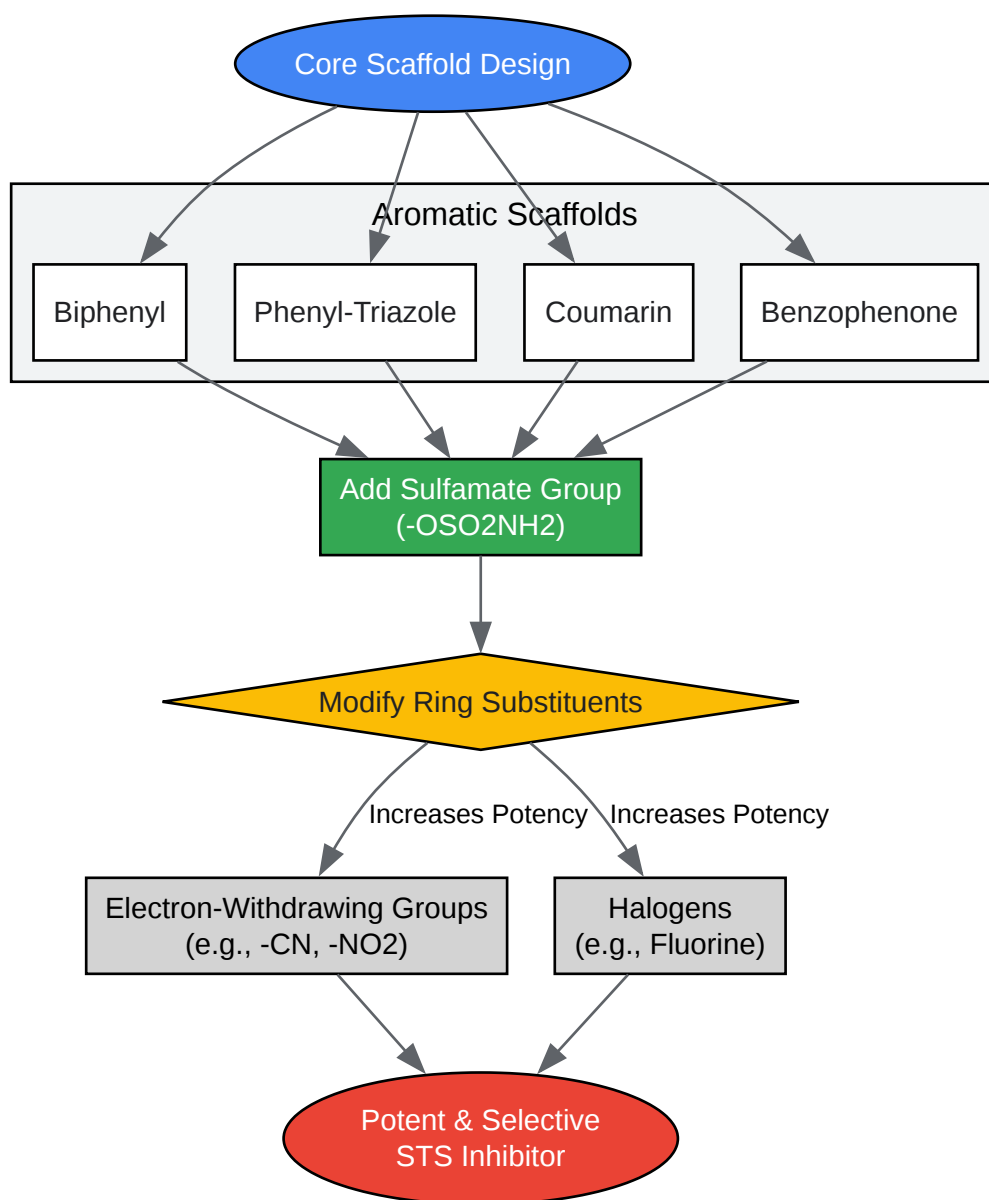 Core Scaffold Design
Aromatic Scaffolds
Biphenyl
Phenyl-Triazole
Coumarin
Benzophenone
Add Sulfamate Group
(-OSO2NH2)
Modify Ring Substituents
Increases Potency
Increases Potency
Electron-Withdrawing Groups
(e.g., -CN, -NO2)
Halogens
(e.g., Fluorine)
Potent & Selective
STS Inhibitor